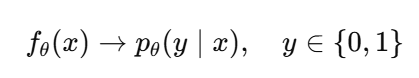 f_θ(x) → p_θ(y | x),  y ∈ {0, 1}